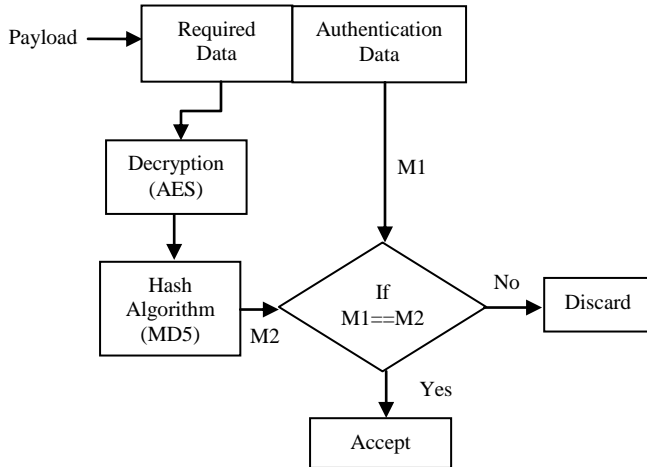 Payload
Required
Data
Authentication
Data
Decryption
(AES)
M1
Hash
Algorithm
(MD5)
M2
If
M1==M2
No
Discard
Yes
Accept